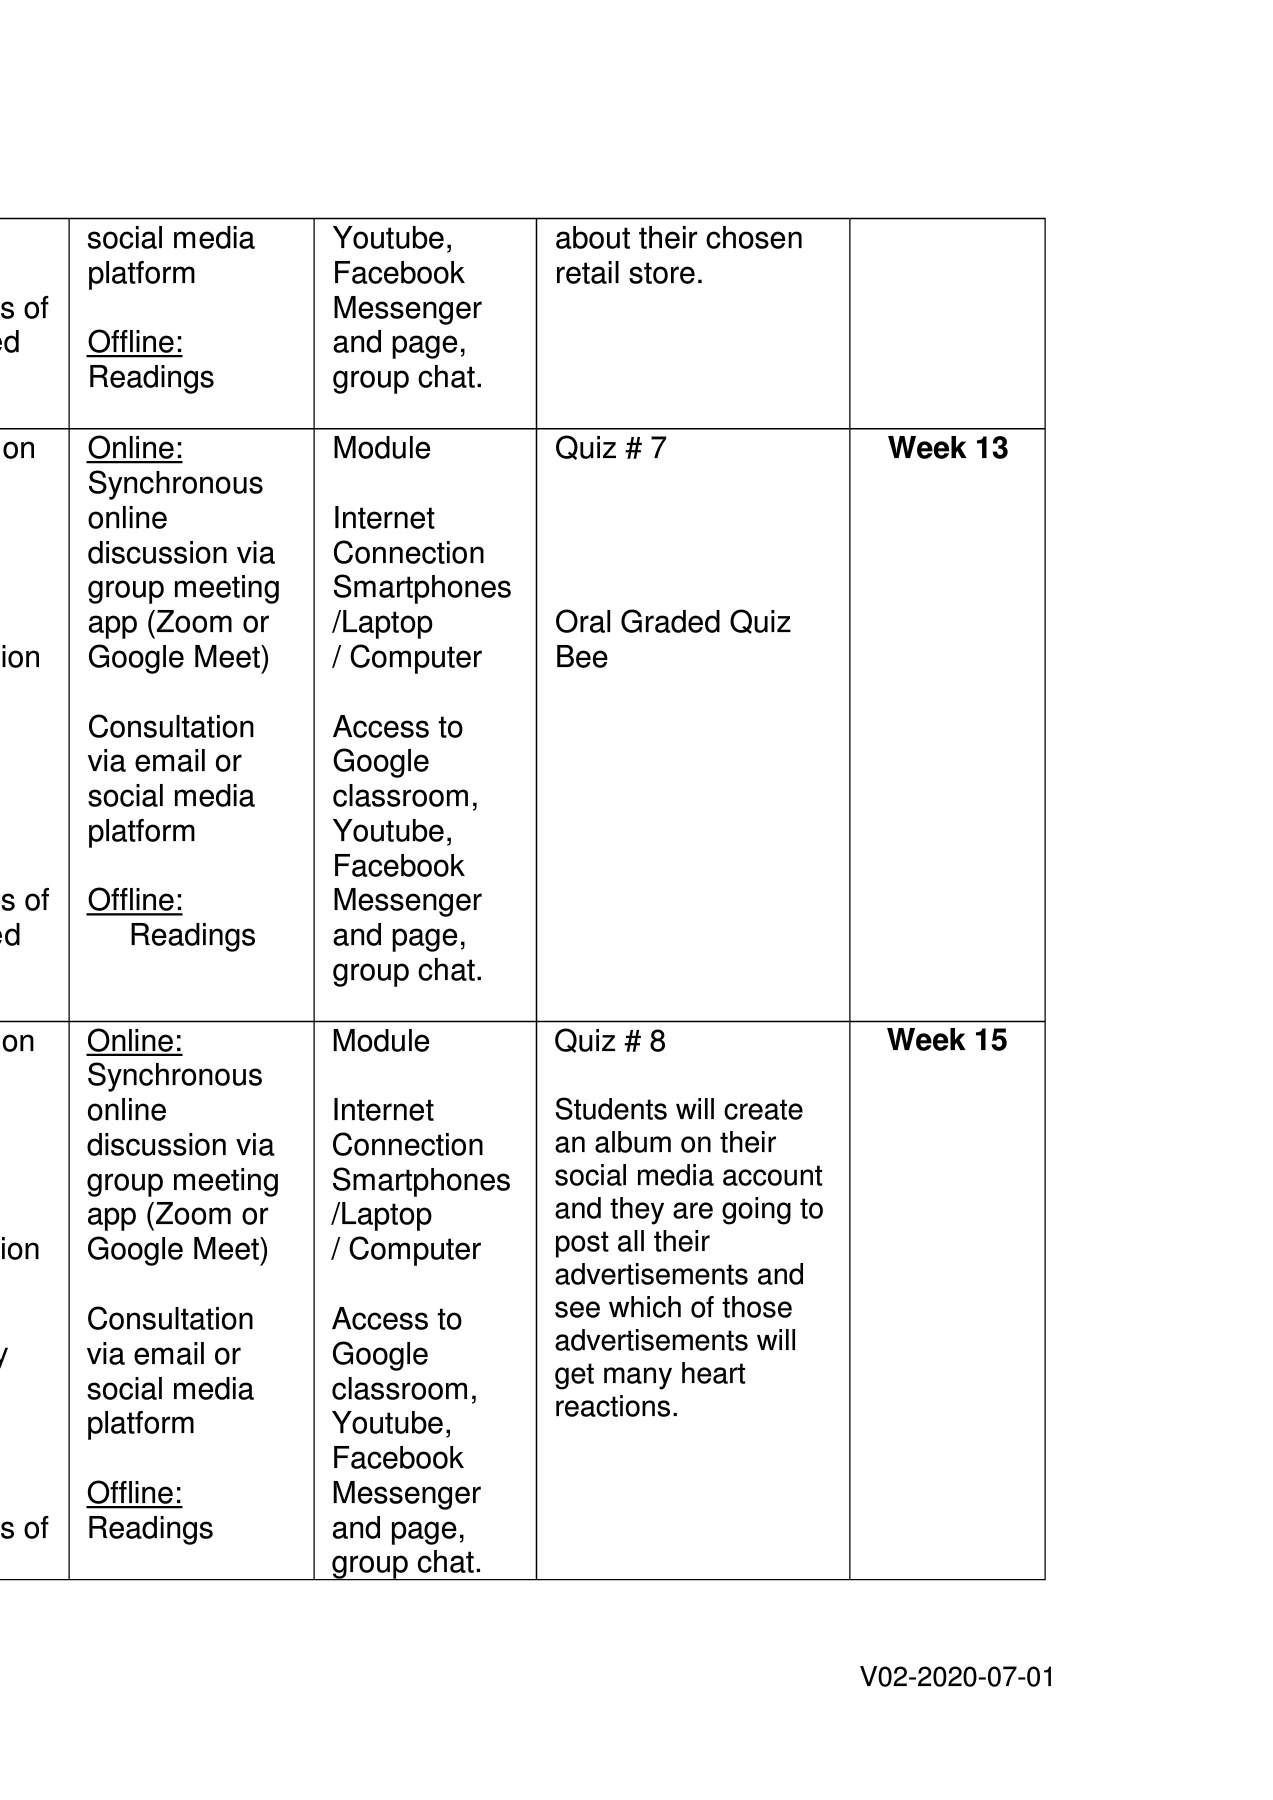 social media
platform
Offline:
Readings
Youtube,
Facebook
Messenger
and page,
group chat.
about their chosen
retail store.
s of
ed
on
ion
s of
ed
Online:
Synchronous
online
discussion via
group meeting
app (Zoom or
Google Meet)
Consultation
via email or
social media
platform
Offline:
Readings
Module
Internet
Connection
Smartphones
/Laptop
/ Computer
Access to
Google
classroom,
Youtube,
Facebook
Messenger
and page,
group chat.
Quiz # 7
Oral Graded Quiz
Bee
Week 13
on
ion
y
s of
Online:
Synchronous
online
discussion via
group meeting
app (Zoom or
Google Meet)
Consultation
via email or
social media
platform
Offline:
Readings
Module
Internet
Connection
Smartphones
/Laptop
/ Computer
Access to
Google
classroom,
Youtube,
Facebook
Messenger
and page,
group chat.
Quiz # 8
Students will create
an album on their
social media account
and they are going to
post all their
advertisements and
see which of those
advertisements will
get many heart
reactions.
Week 15
V02-2020-07-01